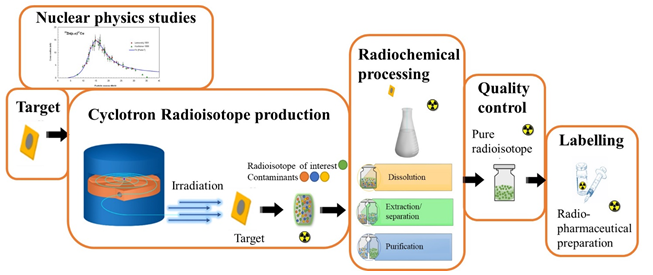 Nuclear physics studies
Target
Cyclotron Radioisotope production
Radioisotope of interest
Contaminants
Irradiation
Target
Radiochemical
processing
Dissolution
Extraction/
separation
Purification
Quality
control
Pure
radioisotope
Labelling
Radio-
pharmaceutical
preparation